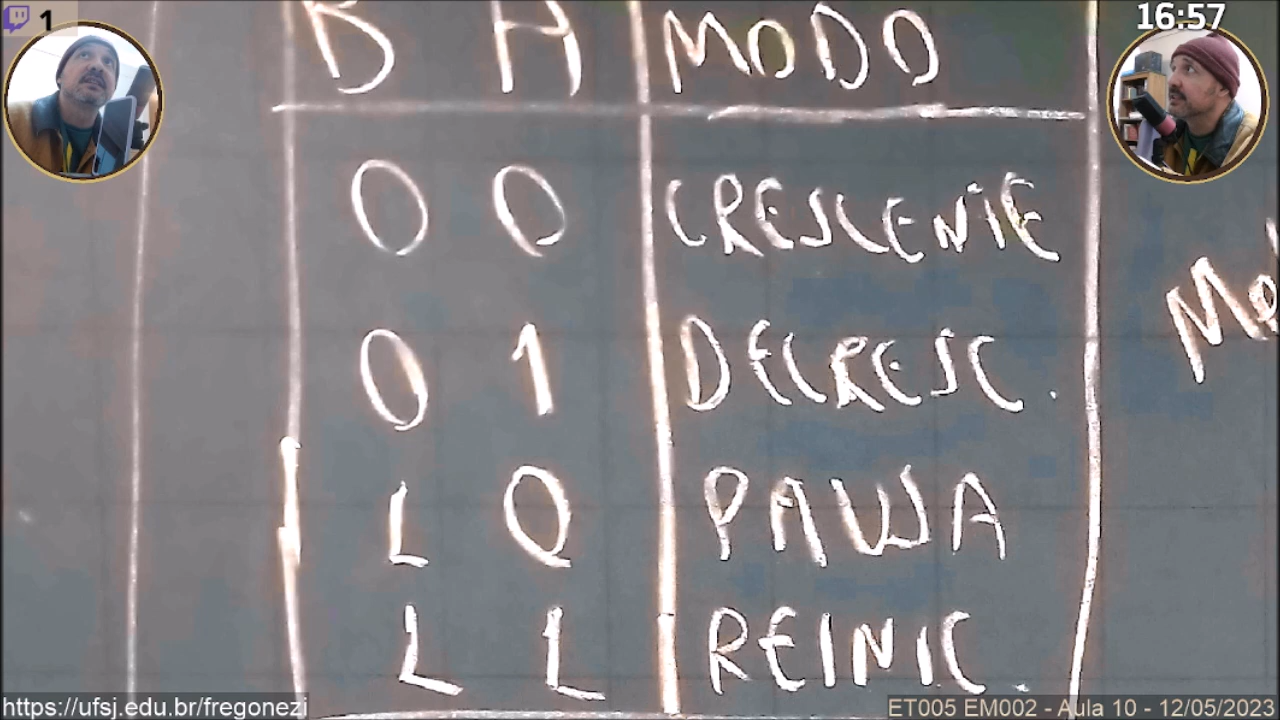 1
16:57
B A MODO
0 0 CRESCENTE
0 1 DECRESC.
1 0 PAUSA
1 1 REINIC.
https://ufsj.edu.br/fregonezi
ET005 EM002 - Aula 10 - 12/05/2023